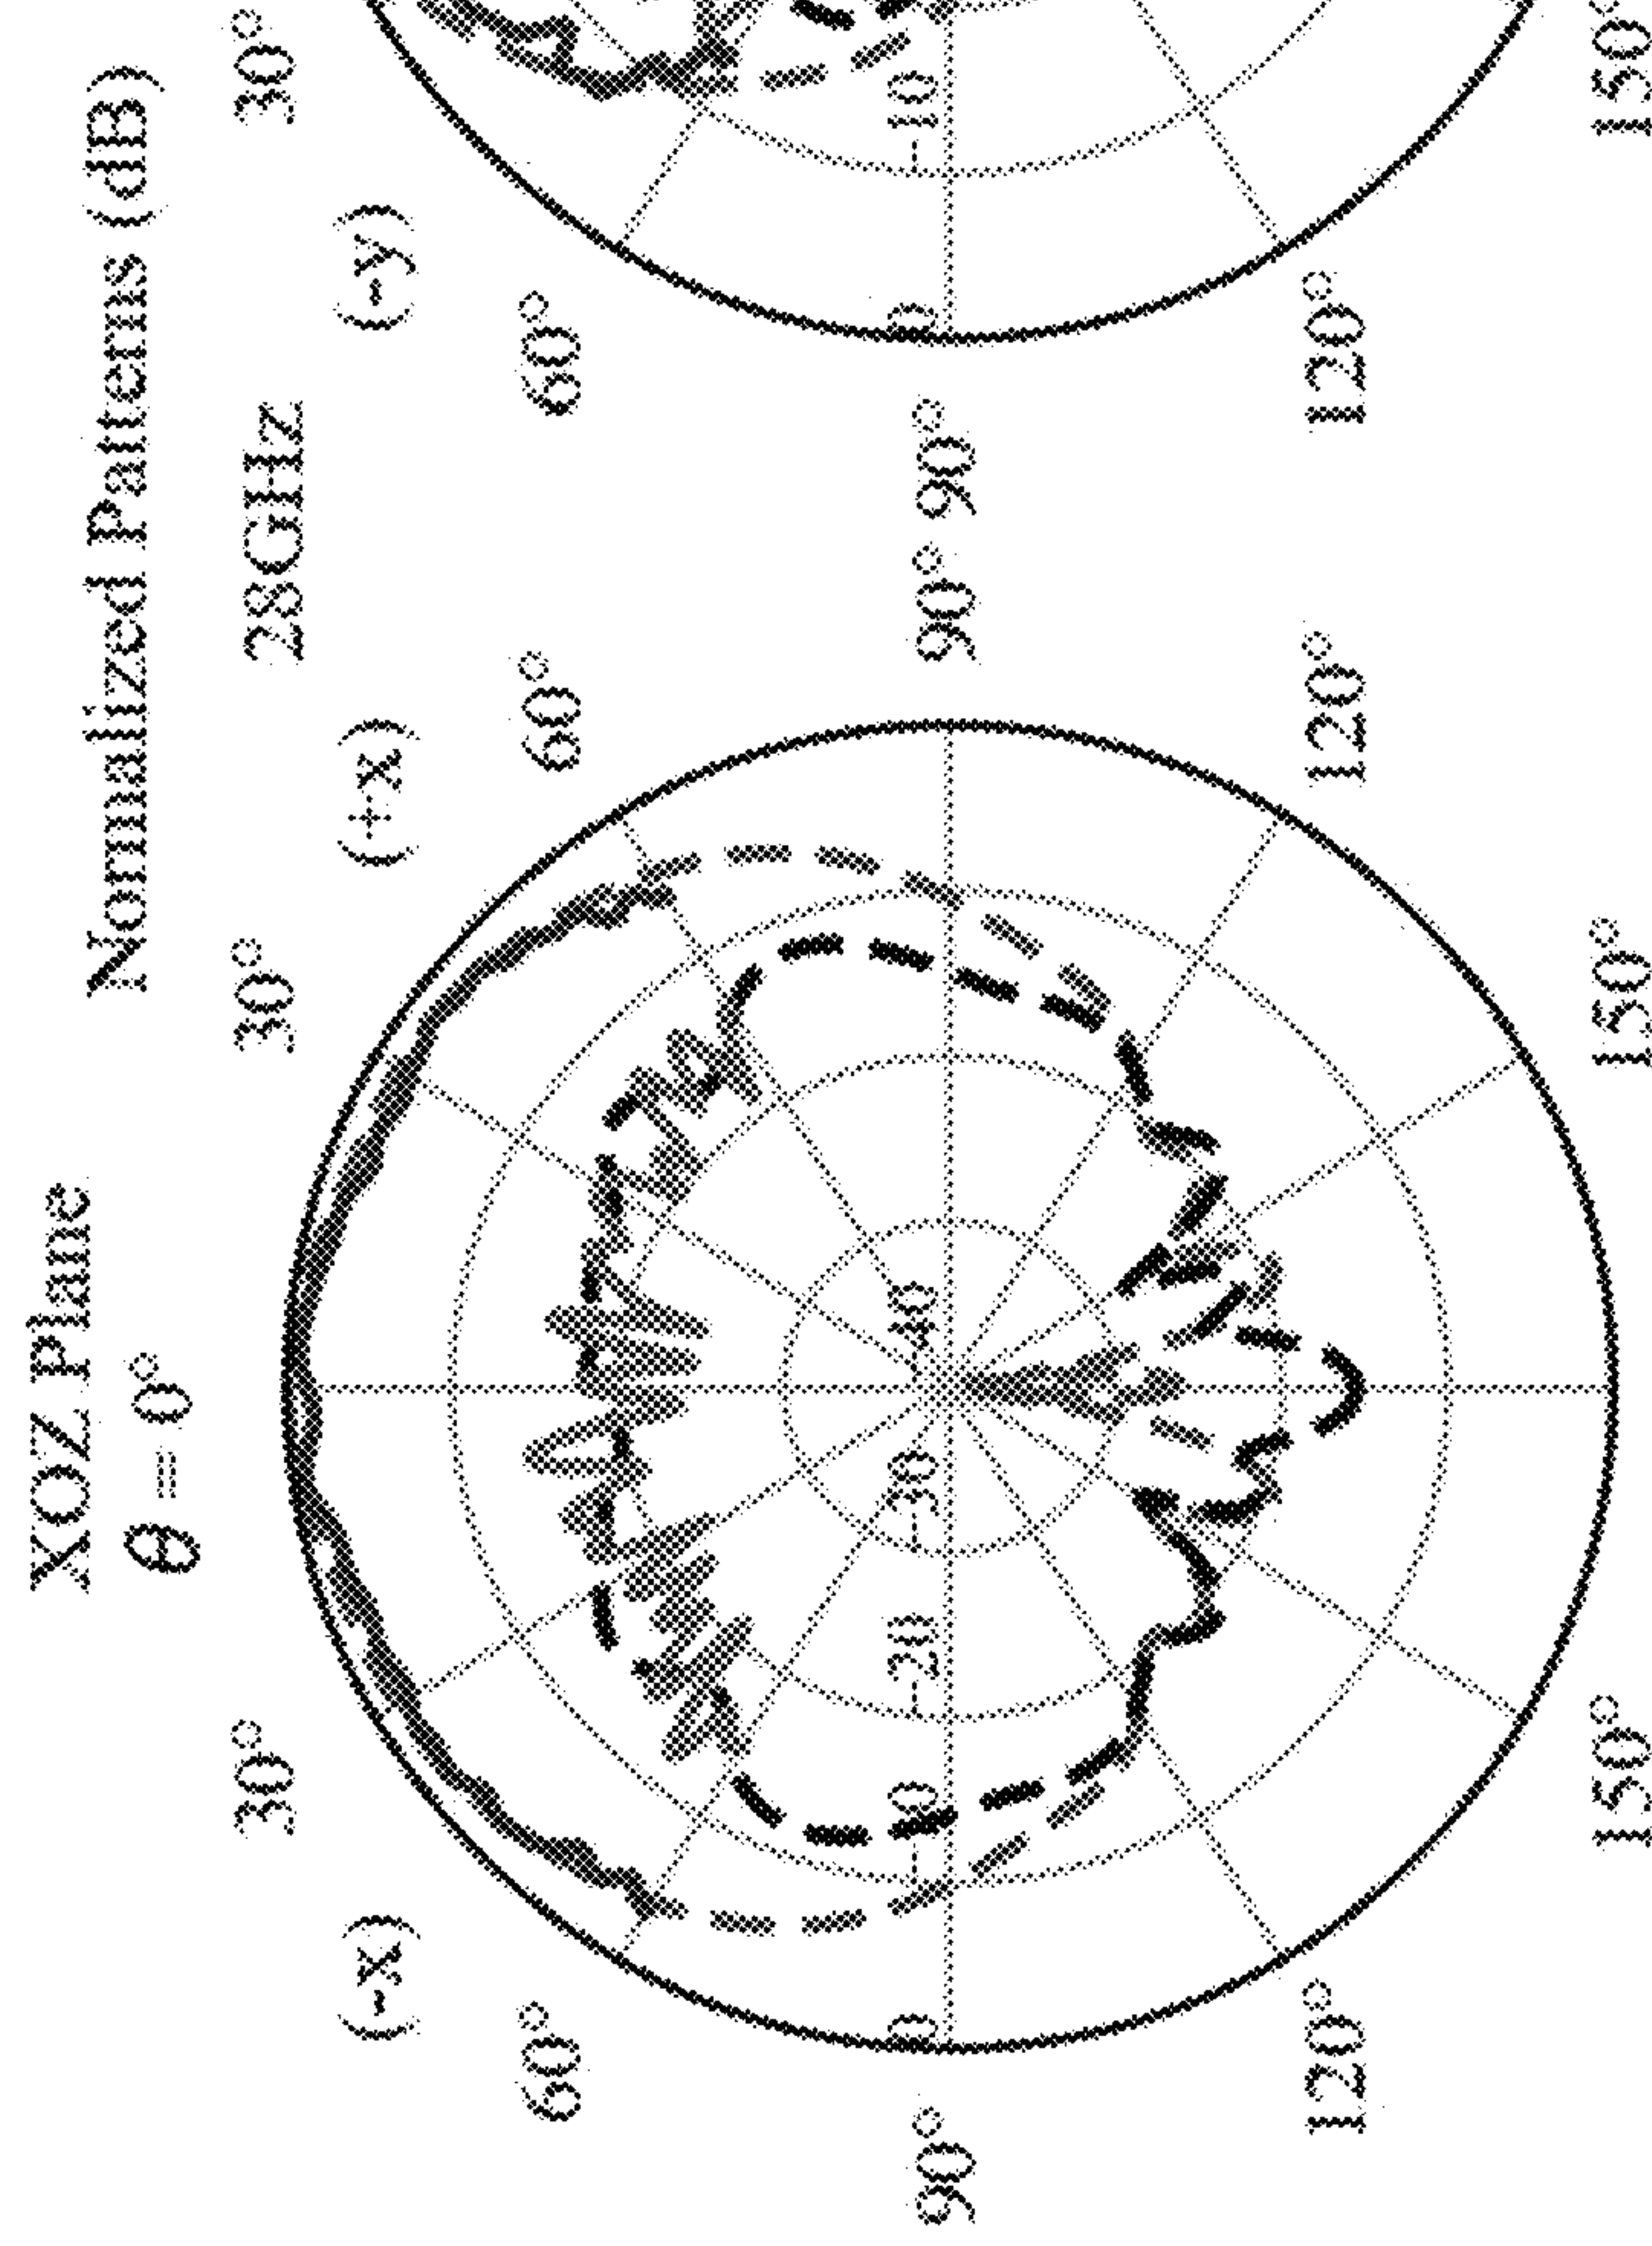 Normalized Patterns (dB)
XOZ Plane
θ = 0°
28GHz
30° 30° 30°
(-x) (+x) (-y)
60° 60° 60°
0 -10 -20 -30 -40 0 -10
90° 90° 90°
120° 120° 120°
150° 150° 150°